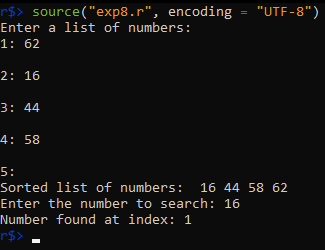 r$> source("exp8.r", encoding = "UTF-8")
Enter a list of numbers:
1: 62
2: 16
3: 44
4: 58
5:
Sorted list of numbers:  16 44 58 62
Enter the number to search: 16
Number found at index: 1
r$>